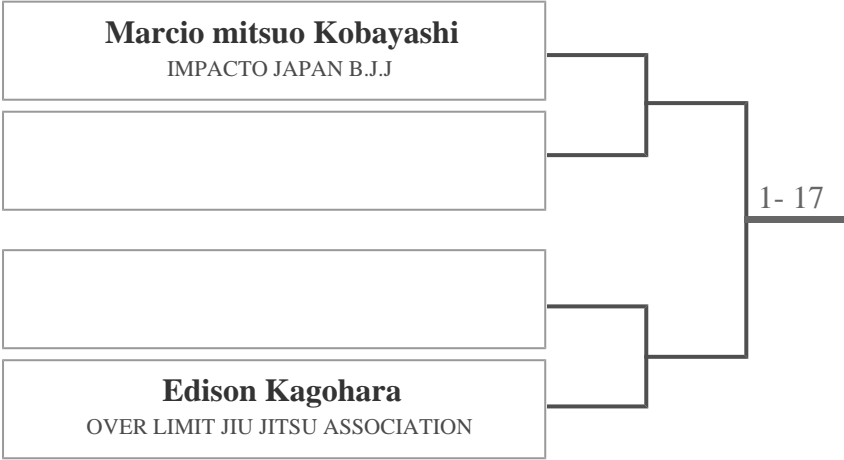 Marcio mitsuo Kobayashi
IMPACTO JAPAN B.J.J
1- 17
Edison Kagohara
OVER LIMIT JIU JITSU ASSOCIATION